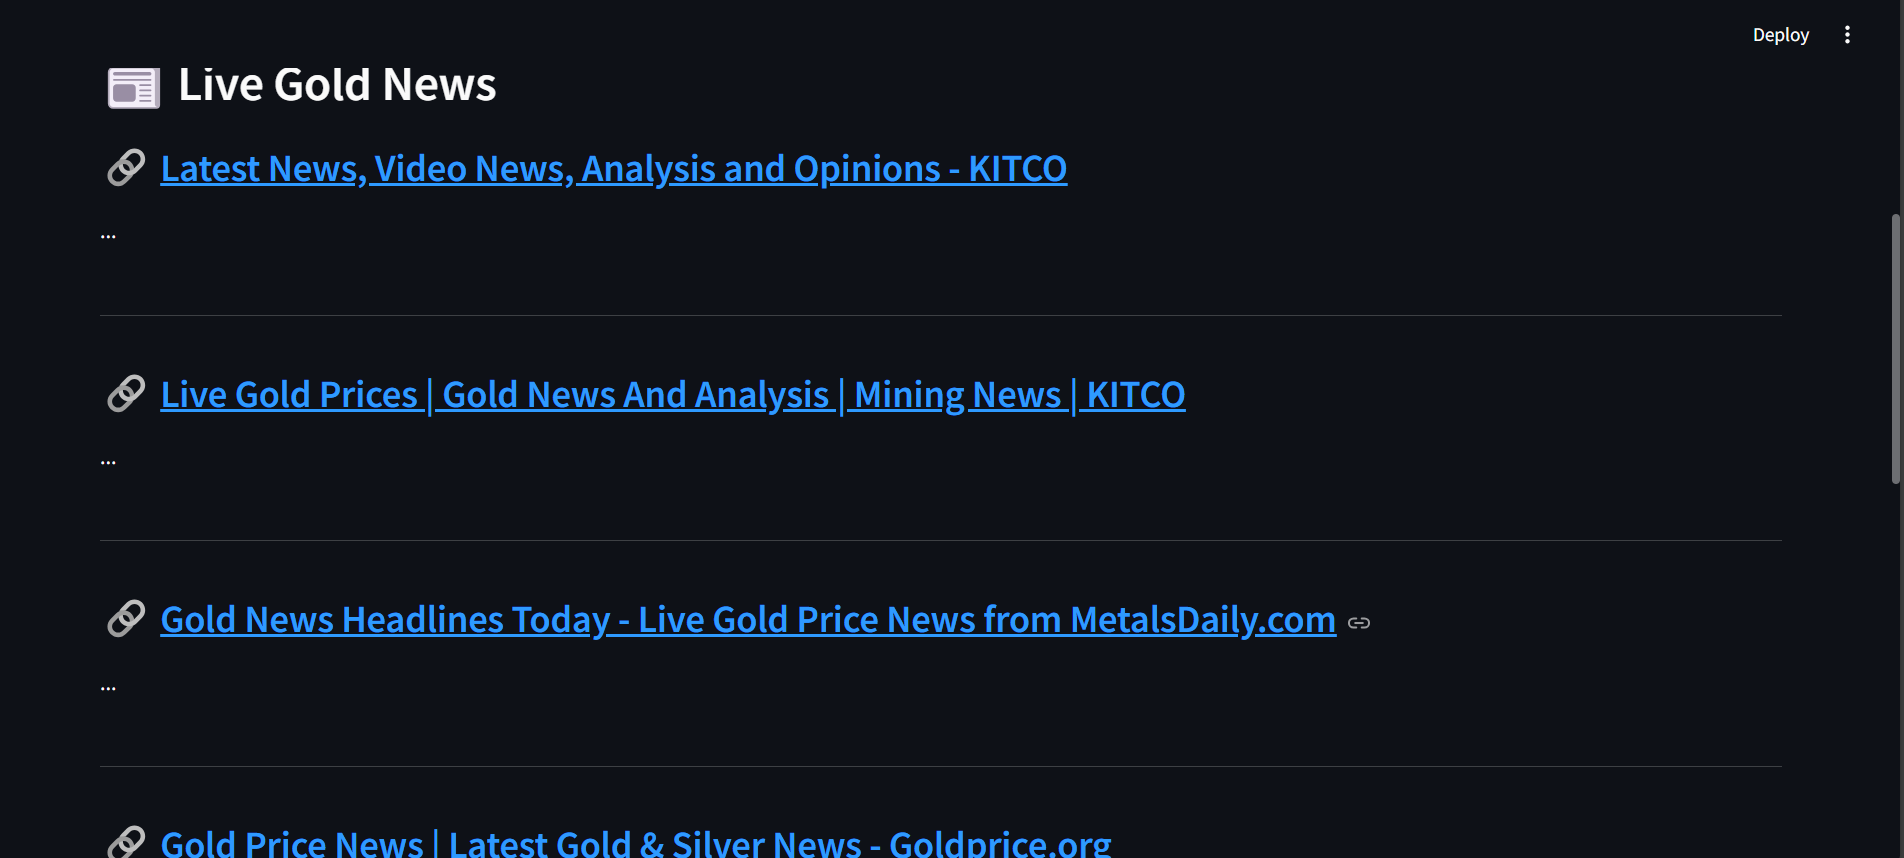 Deploy
Live Gold News
Latest News, Video News, Analysis and Opinions - KITCO
...
Live Gold Prices | Gold News And Analysis | Mining News | KITCO
...
Gold News Headlines Today - Live Gold Price News from MetalsDaily.com
...
Gold Price News | Latest Gold & Silver News - Goldprice.org